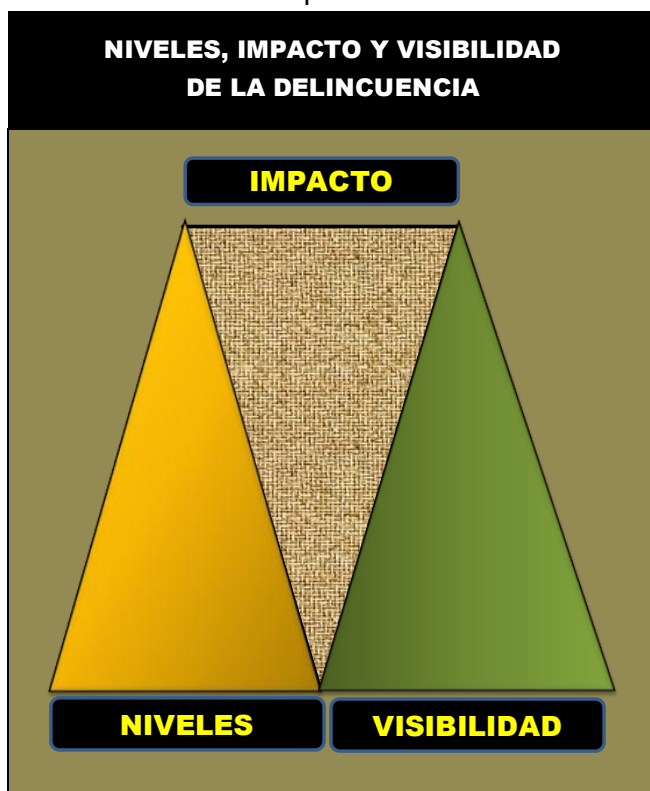 NIVELES, IMPACTO Y VISIBILIDAD
DE LA DELINCUENCIA
IMPACTO
NIVELES
VISIBILIDAD